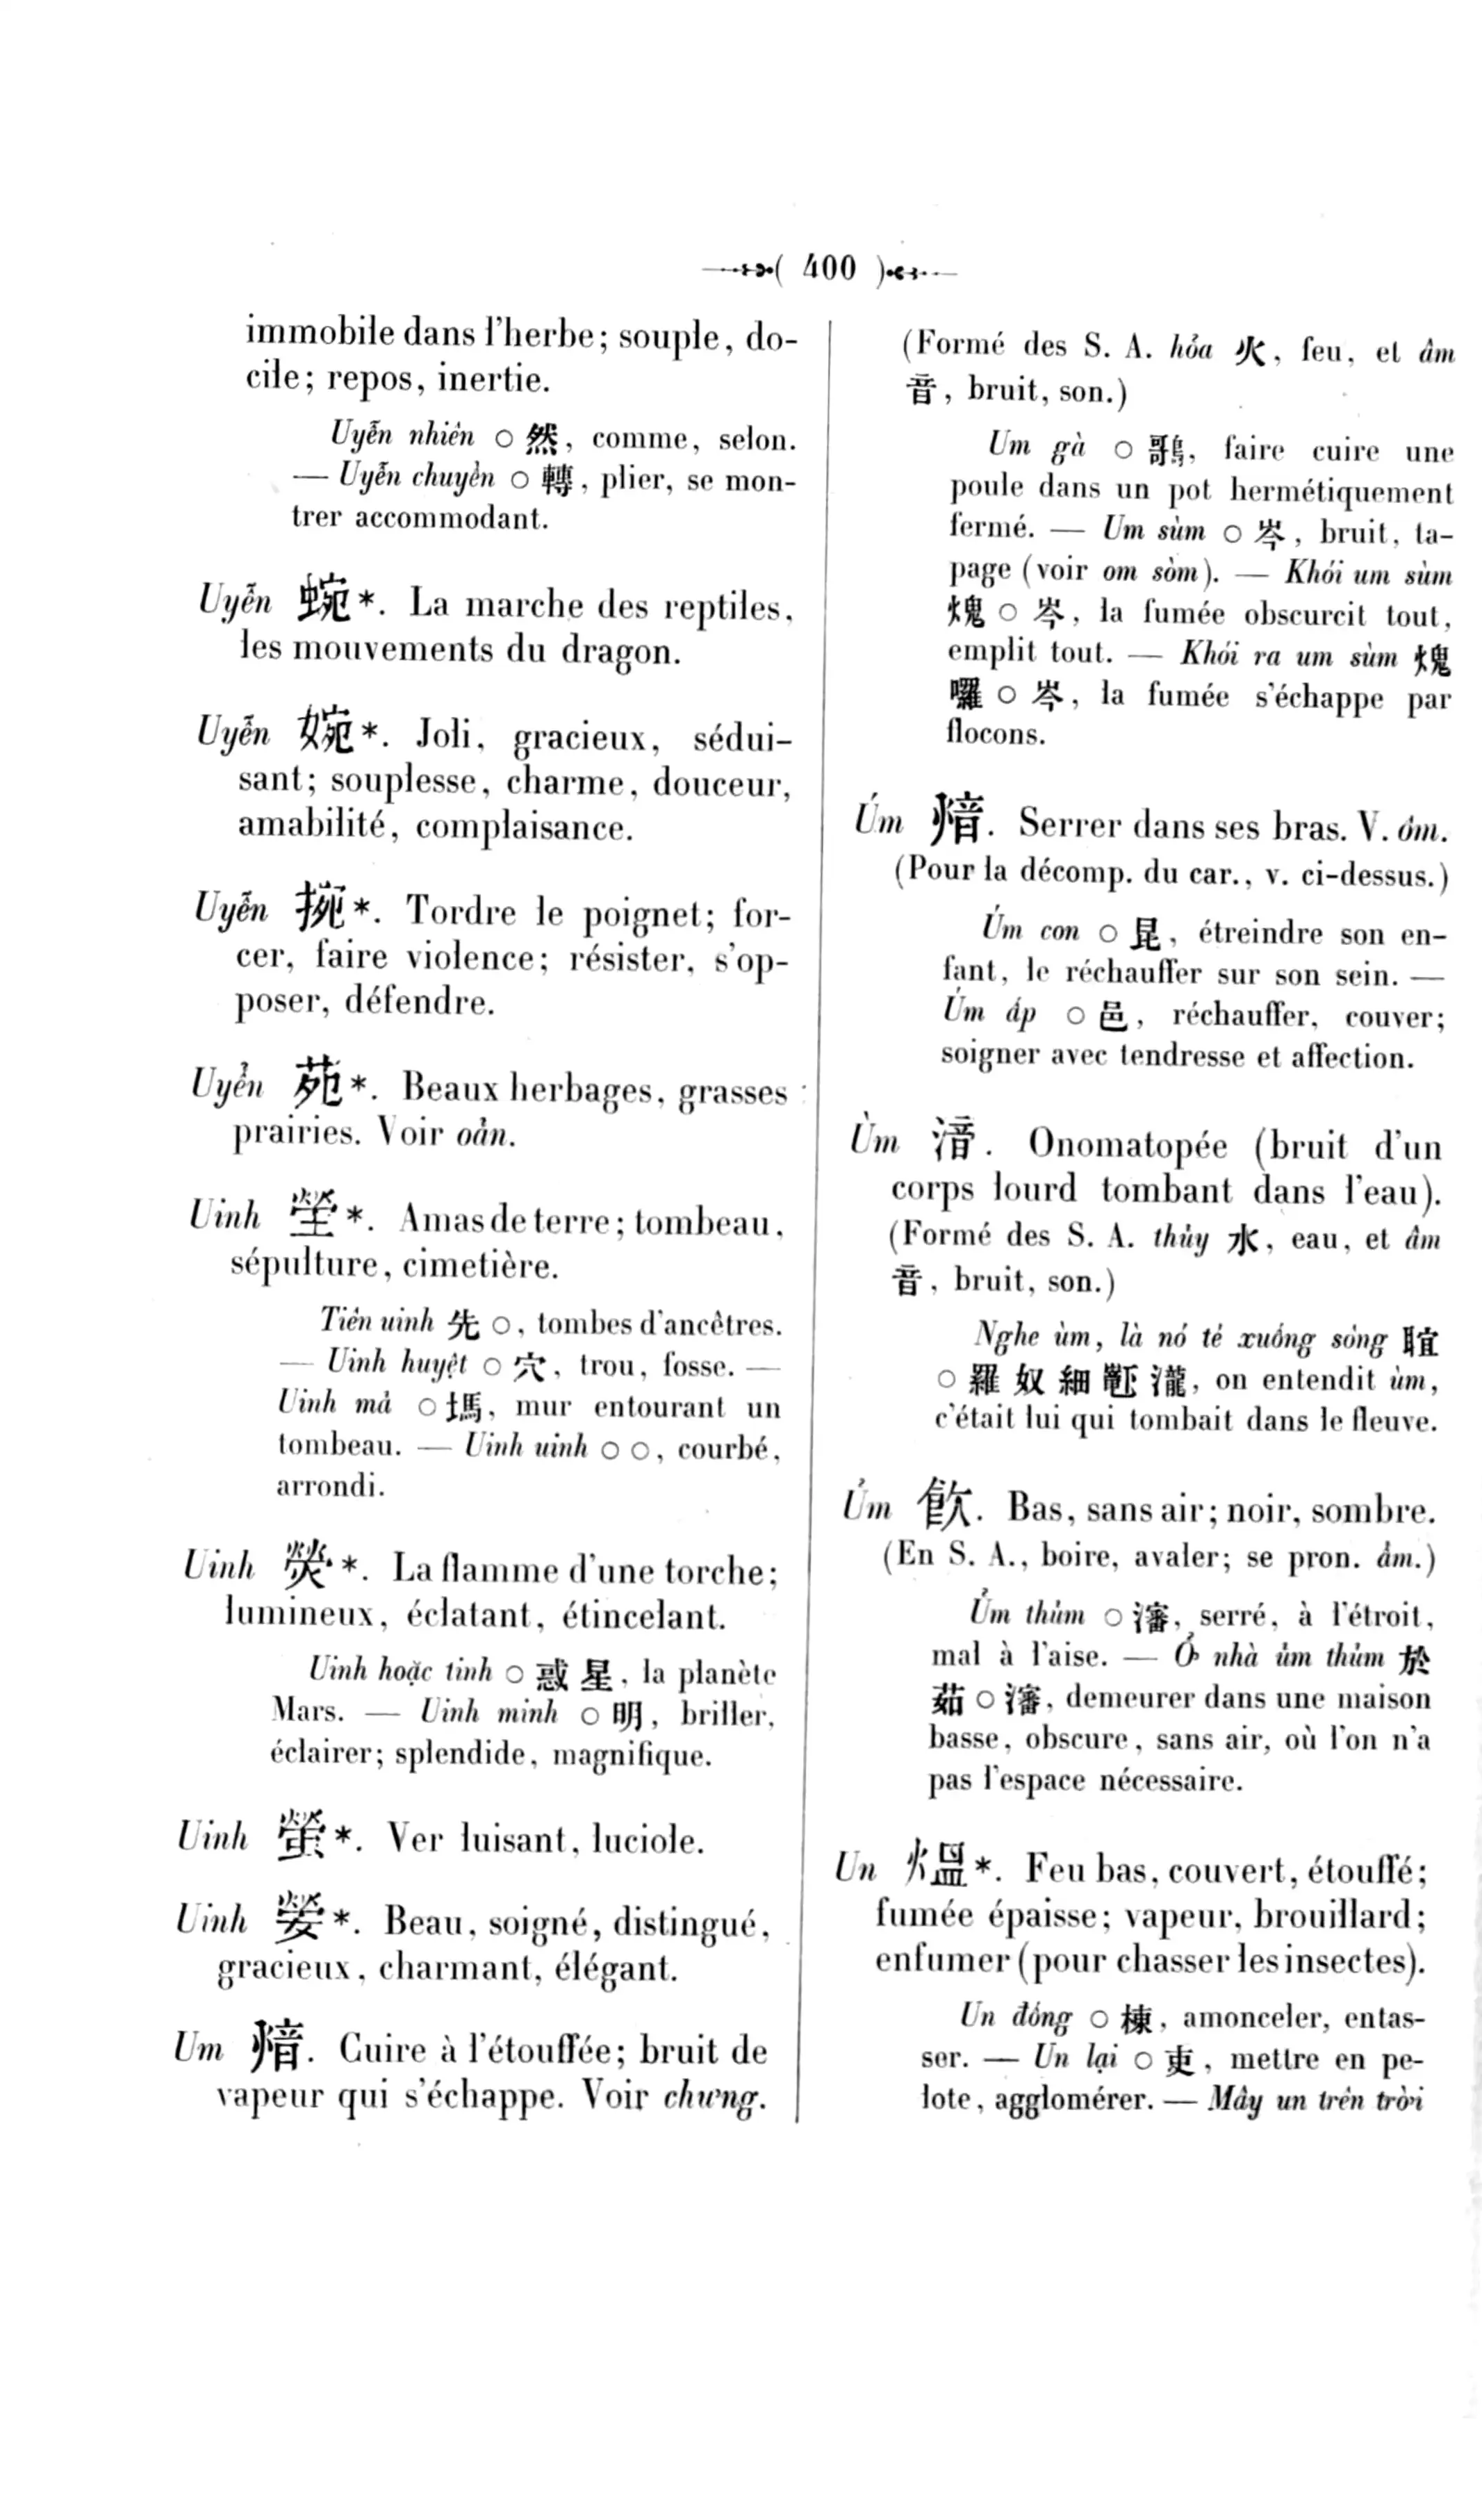 ( 400 )
immobile dans l'herbe; souple, do-
cile; repos, inertie.
Uyển nhiên ○ 然, comme, selon.
— Uyển chuyển ○ 轉, plier, se mon-
trer accommodant.
Uyển 蜿*. La marche des reptiles,
les mouvements du dragon.
Uyển 婉*. Joli, gracieux, sédui-
sant; souplesse, charme, douceur,
amabilité, complaisance.
Uyển 捥*. Tordre le poignet; for-
cer, faire violence; résister, s'op-
poser, défendre.
Uyển 苑*. Beaux herbages, grasses
prairies. Voir oản.
Uinh 塋*. Amas de terre; tombeau,
sépulture, cimetière.
Tiên uinh 先 ○, tombes d'ancêtres.
— Uinh huyệt ○ 穴, trou, fosse. —
Uinh mả ○ 塲, mur entourant un
tombeau. — Uinh uinh ○ ○, courbé,
arrondi.
Uinh 熒*. La flamme d'une torche;
lumineux, éclatant, étincelant.
Uinh hoặc tinh ○ 惑 星, la planète
Mars. — Uinh minh ○ 明, briller,
éclairer; splendide, magnifique.
Uinh 螢*. Ver luisant, luciole.
Uinh 嫈*. Beau, soigné, distingué,
gracieux, charmant, élégant.
Um 焙. Cuire à l'étouffée; bruit de
vapeur qui s'échappe. Voir chưng.
(Formé des S. A. hỏa 火, feu, et âm
音, bruit, son.)
Um gà ○ 鵶, faire cuire une
poule dans un pot hermétiquement
fermé. — Um sùm ○ 岑, bruit, ta-
page (voir om sòm). — Khói um sùm
煨 ○ 岑, la fumée obscurcit tout,
emplit tout. — Khói ra um sùm
囉 ○ 岑, la fumée s'échappe par
flocons.
Úm. Serrer dans ses bras. V. ôm.
(Pour la décomp. du car., v. ci-dessus.)
Úm con ○ 昆, étreindre son en-
fant, le réchauffer sur son sein. —
Úm ấp ○ 邑, réchauffer, couver;
soigner avec tendresse et affection.
Ùm 湆. Onomatopée (bruit d'un
corps lourd tombant dans l'eau).
(Formé des S. A. thủy 水, eau, et âm
音, bruit, son.)
Nghe ùm, là nó té xuống sông 聢
○ 羅 奴 細 瀧, on entendit ùm,
c'était lui qui tombait dans le fleuve.
Ủm 飮. Bas, sans air; noir, sombre.
(En S. A., boire, avaler; se pron. ẩm.)
Ủm thủm ○ 瀋, serré, à l'étroit,
mal à l'aise. — Ở nhà ủm thủm 於
茹 ○ 瀋, demeurer dans une maison
basse, obscure, sans air, où l'on n'a
pas l'espace nécessaire.
Un 熅*. Feu bas, couvert, étouffé;
fumée épaisse; vapeur, brouillard;
enfumer (pour chasser les insectes).
Un đống ○ 棟, amonceler, entas-
ser. — Un lại ○ 吏, mettre en pe-
lote, agglomérer. — Mây un trên trời